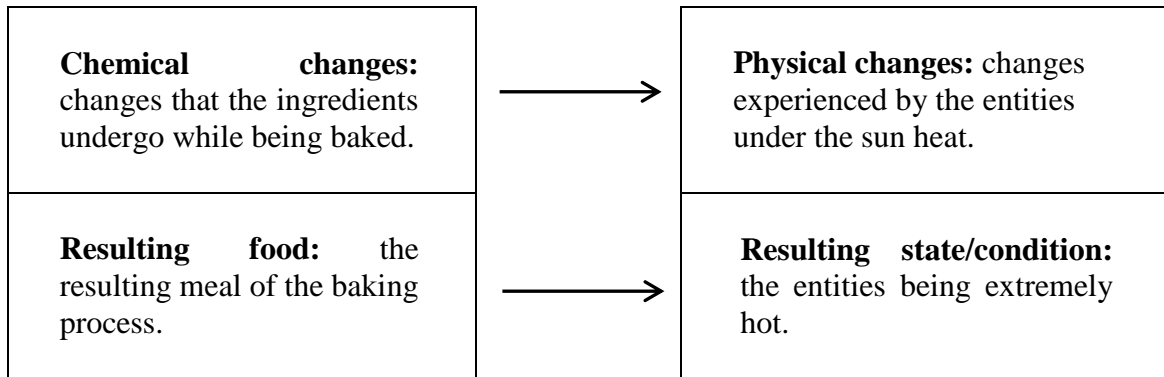 Chemical changes:
changes that the ingredients
undergo while being baked.
Physical changes: changes
experienced by the entities
under the sun heat.
Resulting food: the
resulting meal of the baking
process.
Resulting state/condition:
the entities being extremely
hot.